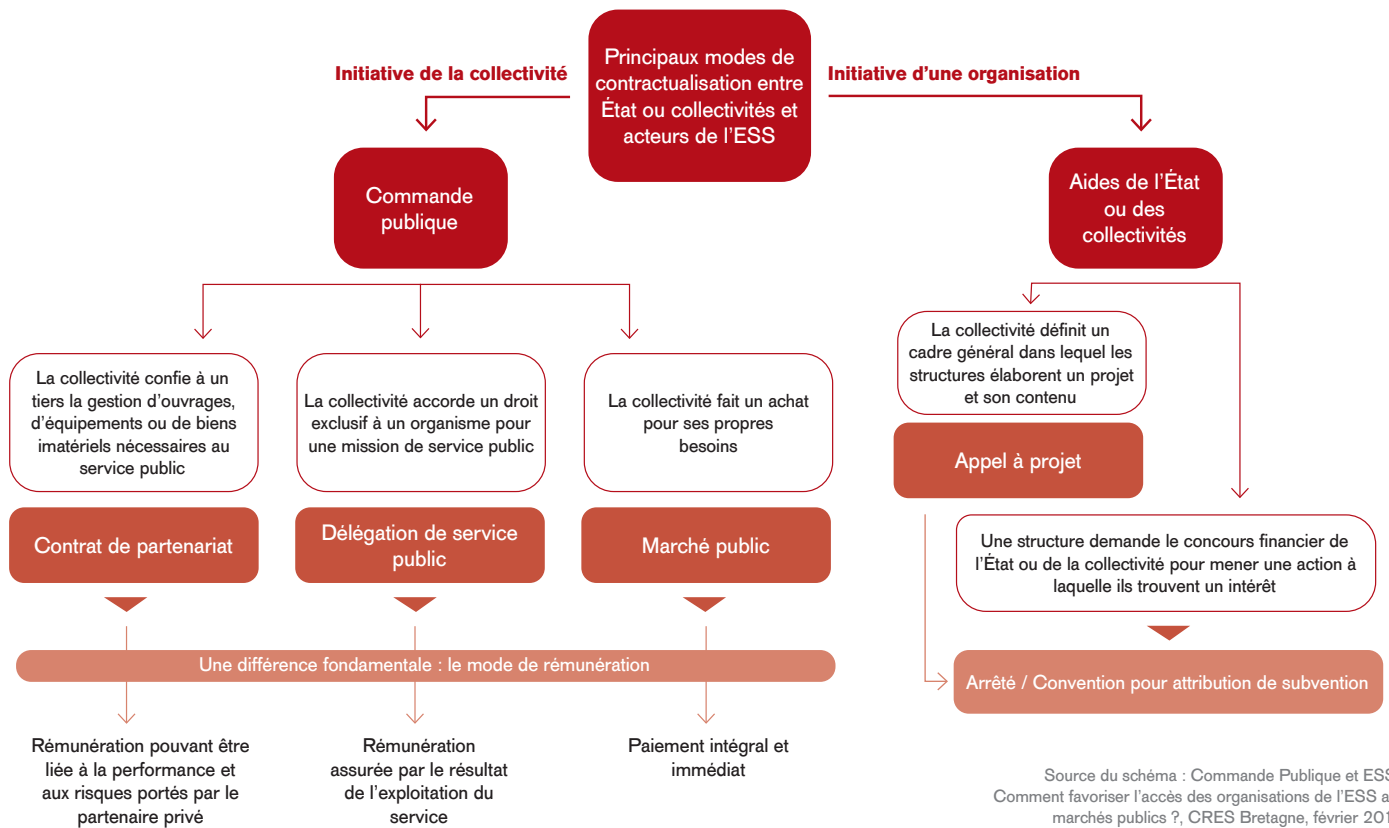 Principaux modes de
contractualisation entre
État ou collectivités et
acteurs de l'ESS
Initiative de la collectivité
Initiative d'une organisation
Commande
publique
Aides de l'État
ou des
collectivités
La collectivité confie à un
tiers la gestion d'ouvrages,
d'équipements ou de biens
imatériels nécessaires au
service public
Contrat de partenariat
La collectivité accorde un droit
exclusif à un organisme pour
une mission de service public
Délégation de service
public
La collectivité fait un achat
pour ses propres
besoins
Marché public
La collectivité définit un
cadre général dans lequel les
structures élaborent un projet
et son contenu
Appel à projet
Une structure demande le concours financier de
l'État ou de la collectivité pour mener une action à
laquelle ils trouvent un intérêt
Arrêté / Convention pour attribution de subvention
Une différence fondamentale : le mode de rémunération
Rémunération pouvant être
liée à la performance et
aux risques portés par le
partenaire privé
Rémunération
assurée par le résultat
de l'exploitation du
service
Paiement intégral et
immédiat
Source du schéma : Commande Publique et ESS
Comment favoriser l'accès des organisations de l'ESS a
marchés publics ?, CRES Bretagne, février 201